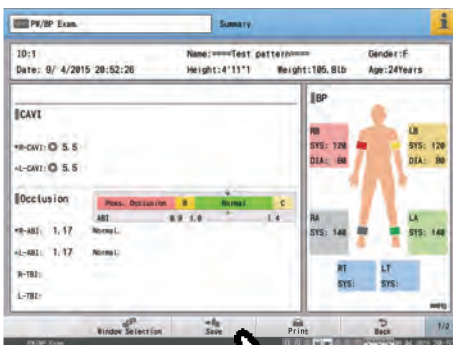 PW/BP Exam.
Summary
i
ID:1
Name:====Test pattern====
Gender:F
Date: 9/ 4/2015 20:52:26
Height:4'11"1
Weight:105.8lb
Age:24Years
CAVI
*R-CAVI: 5.5
*L-CAVI: 5.5
Occlusion
Poss. Occlusion B Normal C
ABI 0.9 1.0 1.4
*R-ABI: 1.17 Normal
*L-ABI: 1.17 Normal
R-TBI:
L-TBI:
BP
RB
SYS: 120
DIA: 80
LB
SYS: 120
DIA: 80
RA
SYS: 140
LA
SYS: 140
RT
SYS:
LT
SYS:
mmHg
Window Selection
Save
Print
Back
1/2